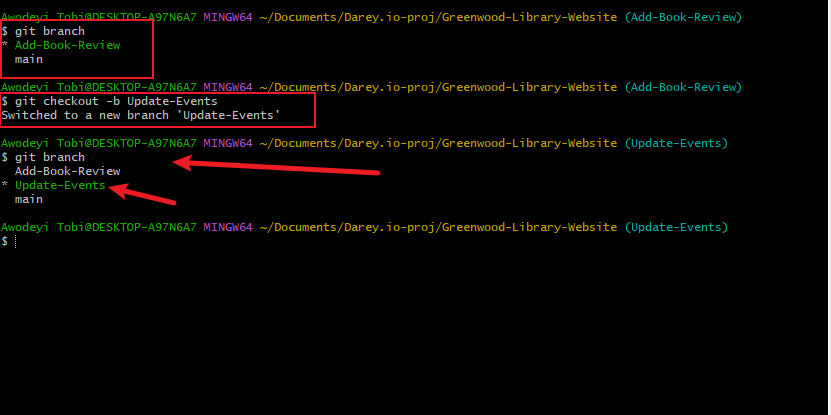 Awodeyi Tobi@DESKTOP-A97N6A7 MINGW64 ~/Documents/Darey.io-proj/Greenwood-Library-Website (Add-Book-Review)
$ git branch
* Add-Book-Review
  main
Awodeyi Tobi@DESKTOP-A97N6A7 MINGW64 ~/Documents/Darey.io-proj/Greenwood-Library-Website (Add-Book-Review)
$ git checkout -b Update-Events
Switched to a new branch 'Update-Events'
Awodeyi Tobi@DESKTOP-A97N6A7 MINGW64 ~/Documents/Darey.io-proj/Greenwood-Library-Website (Update-Events)
$ git branch
  Add-Book-Review
* Update-Events
  main
Awodeyi Tobi@DESKTOP-A97N6A7 MINGW64 ~/Documents/Darey.io-proj/Greenwood-Library-Website (Update-Events)
$